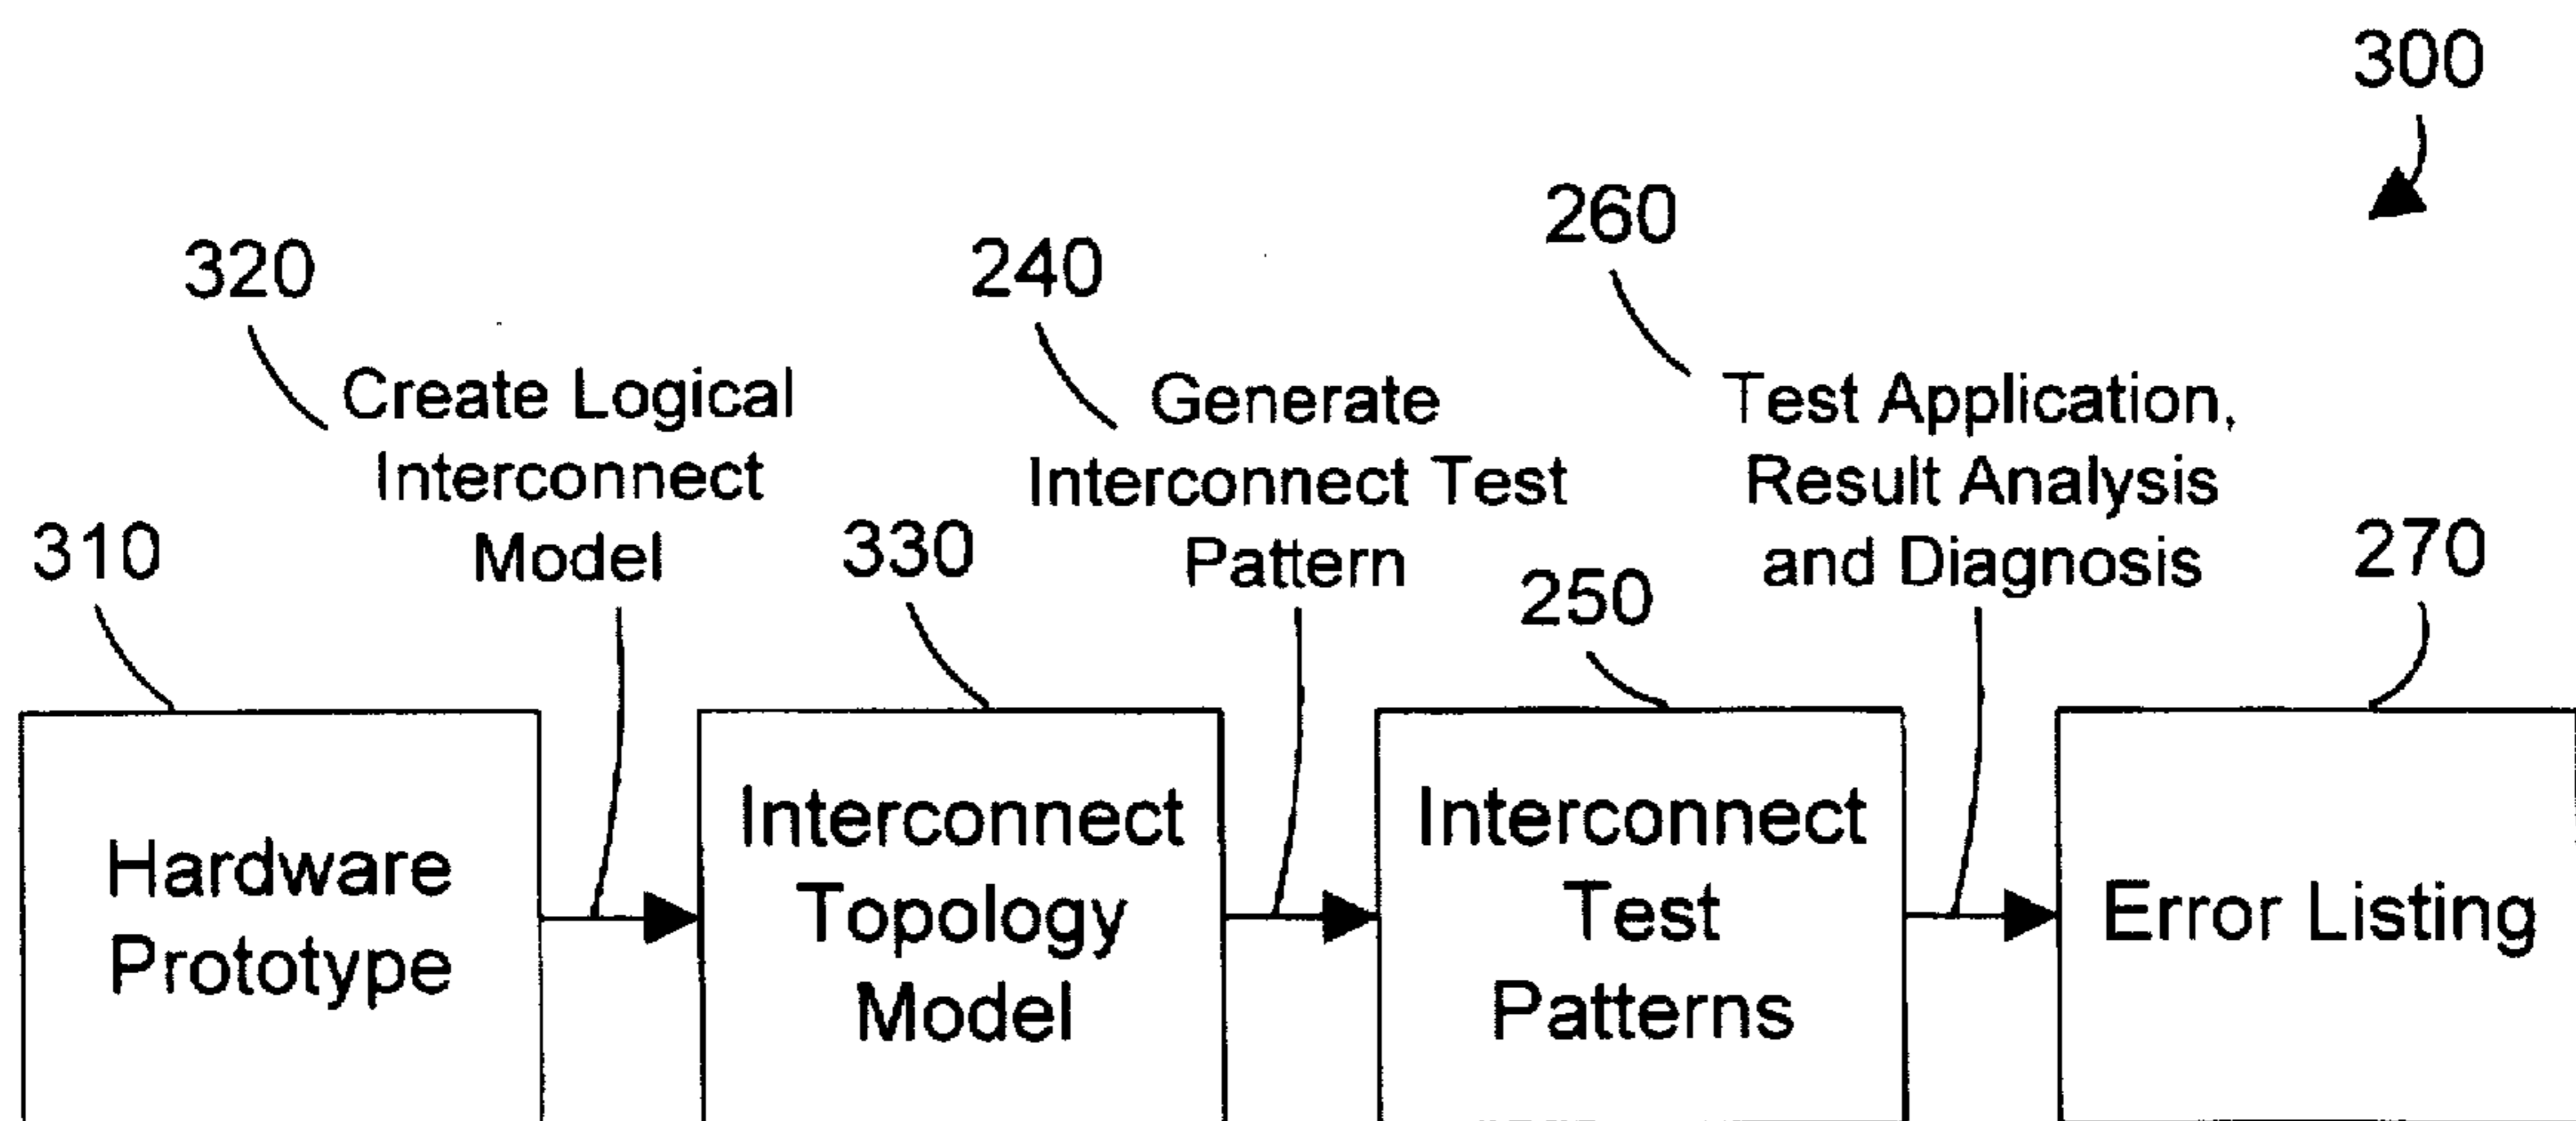 300
260
320
240
Create Logical
Interconnect
Model
Generate
Interconnect Test
Pattern
Test Application,
Result Analysis
and Diagnosis
310
330
250
270
Hardware
Prototype
Interconnect
Topology
Model
Interconnect
Test
Patterns
Error Listing